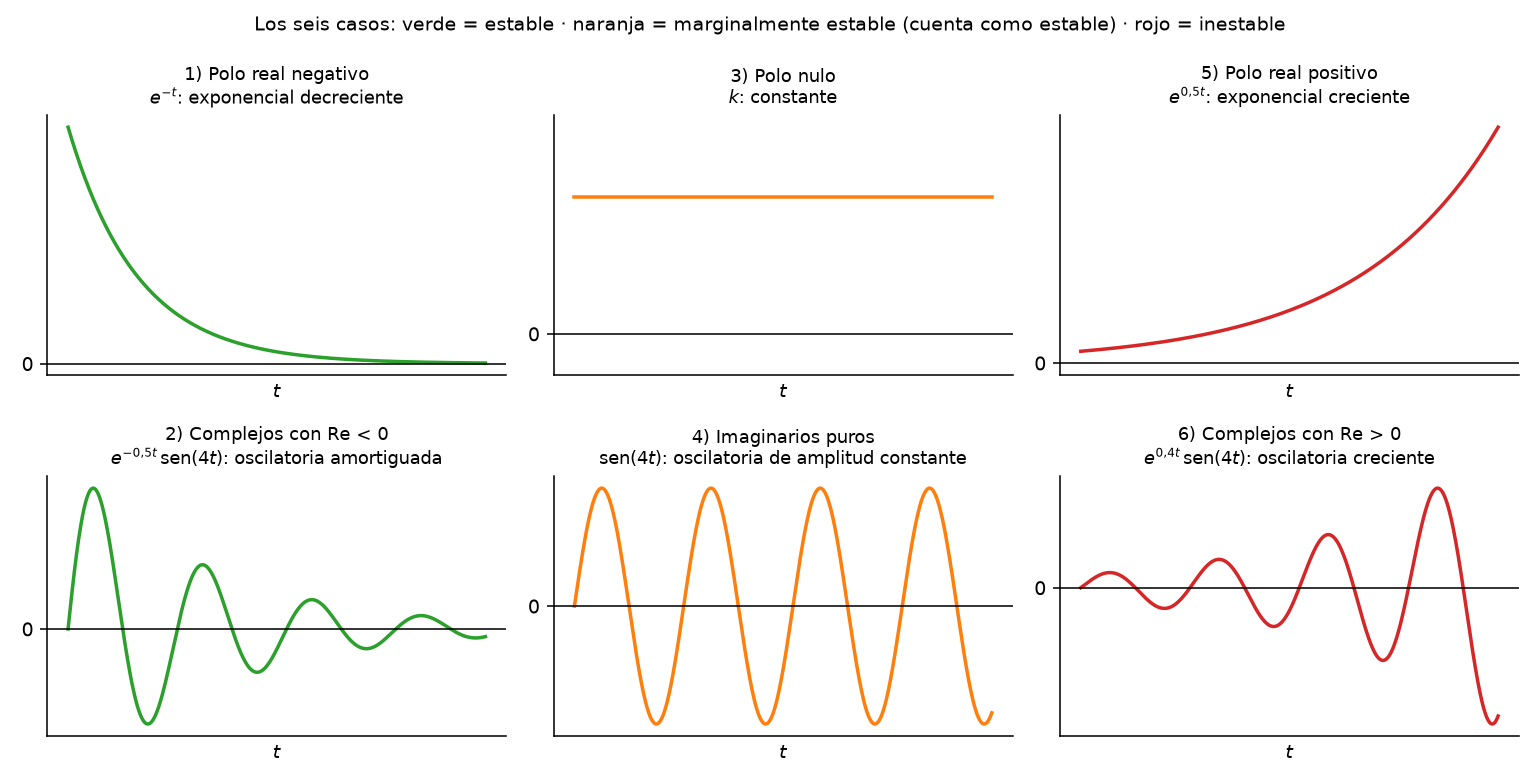 Los seis casos: verde = estable · naranja = marginalmente estable (cuenta como estable) · rojo = inestable
1) Polo real negativo
e^{-t}: exponencial decreciente
0
t
3) Polo nulo
k: constante
0
t
5) Polo real positivo
e^{0,5t}: exponencial creciente
0
t
2) Complejos con Re < 0
e^{-0,5t} sen(4t): oscilatoria amortiguada
0
t
4) Imaginarios puros
sen(4t): oscilatoria de amplitud constante
0
t
6) Complejos con Re > 0
e^{0,4t} sen(4t): oscilatoria creciente
0
t